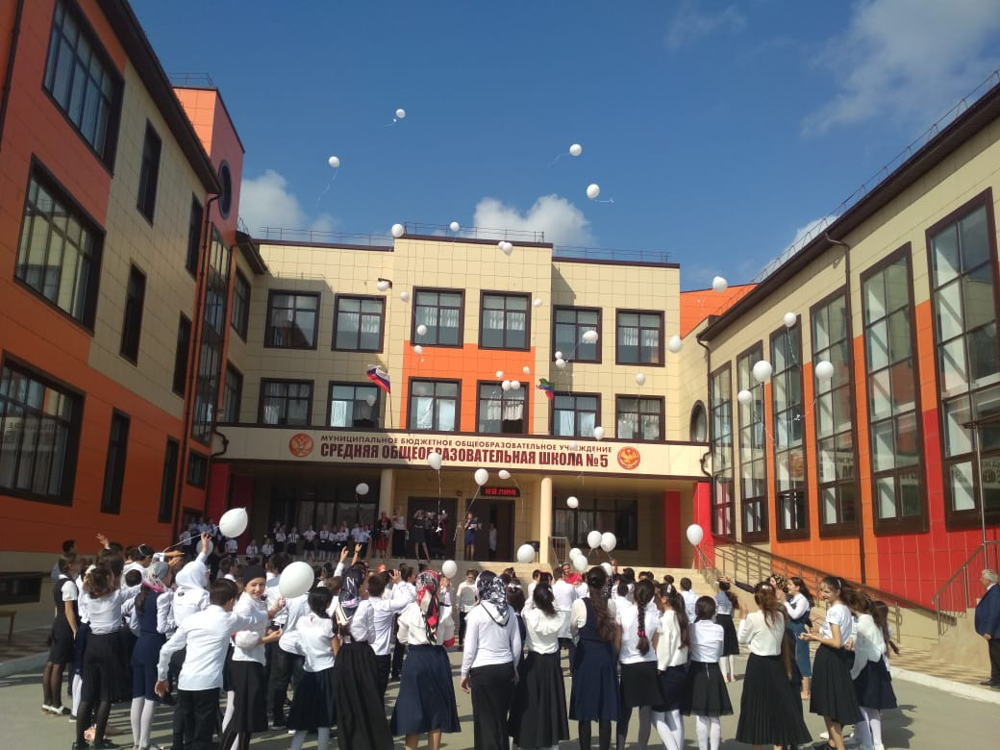 МУНИЦИПАЛЬНОЕ БЮДЖЕТНОЕ ОБЩЕОБРАЗОВАТЕЛЬНОЕ УЧРЕЖДЕНИЕ
СРЕДНЯЯ ОБЩЕОБРАЗОВАТЕЛЬНАЯ ШКОЛА №5